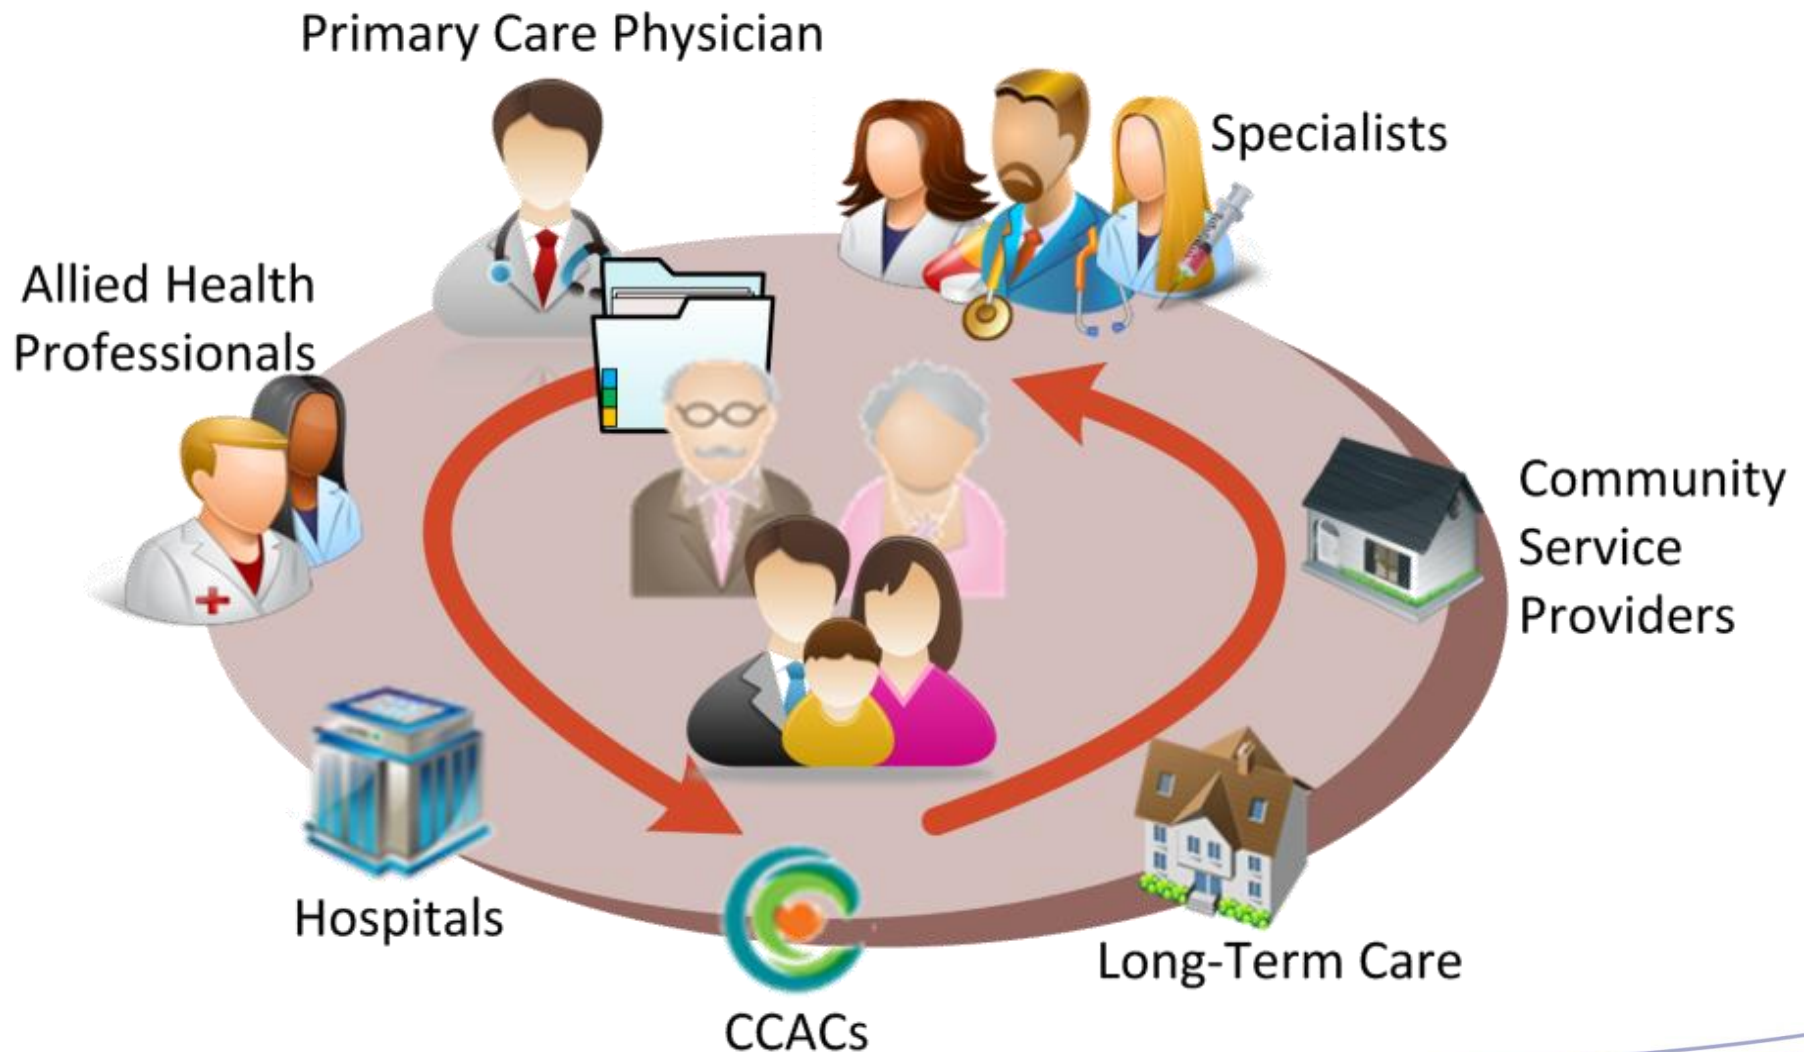 Primary Care Physician
Specialists
Allied Health
Professionals
Community
Service
Providers
Hospitals
Long-Term Care
CCACs